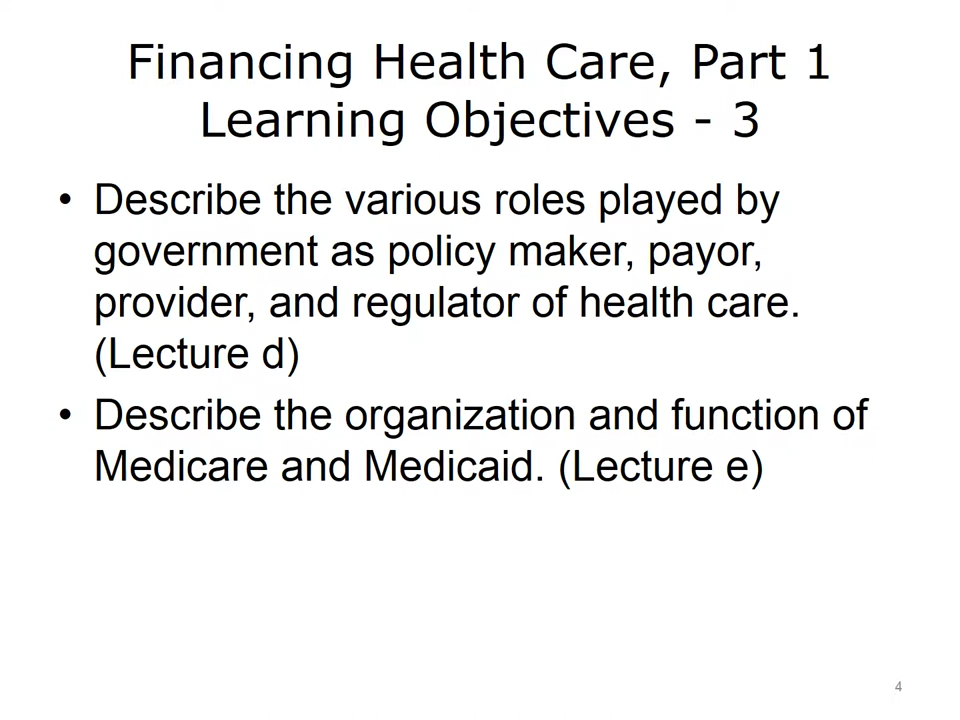 Financing Health Care, Part 1
Learning Objectives - 3
• Describe the various roles played by
government as policy maker, payor,
provider, and regulator of health care.
(Lecture d)
• Describe the organization and function of
Medicare and Medicaid. (Lecture e)
4